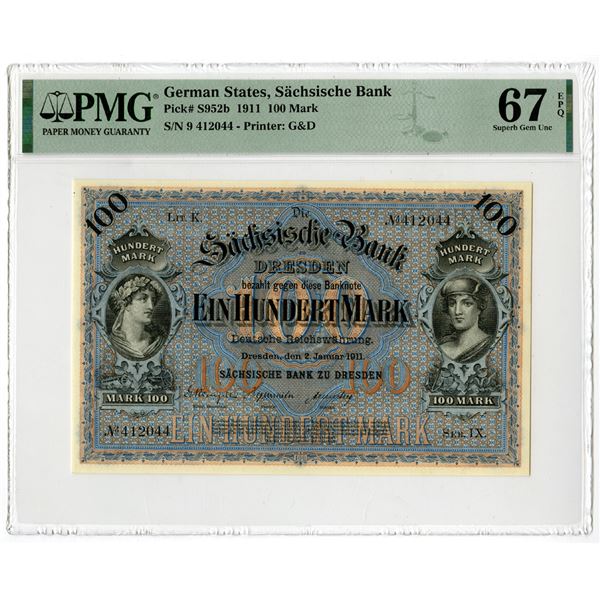 PMG
PAPER MONEY GUARANTY
German States, Sächsische Bank
Pick# S952b 1911 100 Mark
S/N 9 412044 - Printer: G&D
67 EPQ
Superb Gem Unc
100
Lit K.
Die
№412044
100
Sächsische Bank
HUNDERT
MARK
DRESDEN
HUNDERT
MARK
bezahlt gegen diese Banknote
100
EIN HUNDERT MARK
Deutsche Reichswährung.
Dresden, den 2. Januar 1911.
100 100
SÄCHSISCHE BANK ZU DRESDEN
MARK 100
100 MARK
№412044
EIN HUNDERT MARK
Ser. IX.